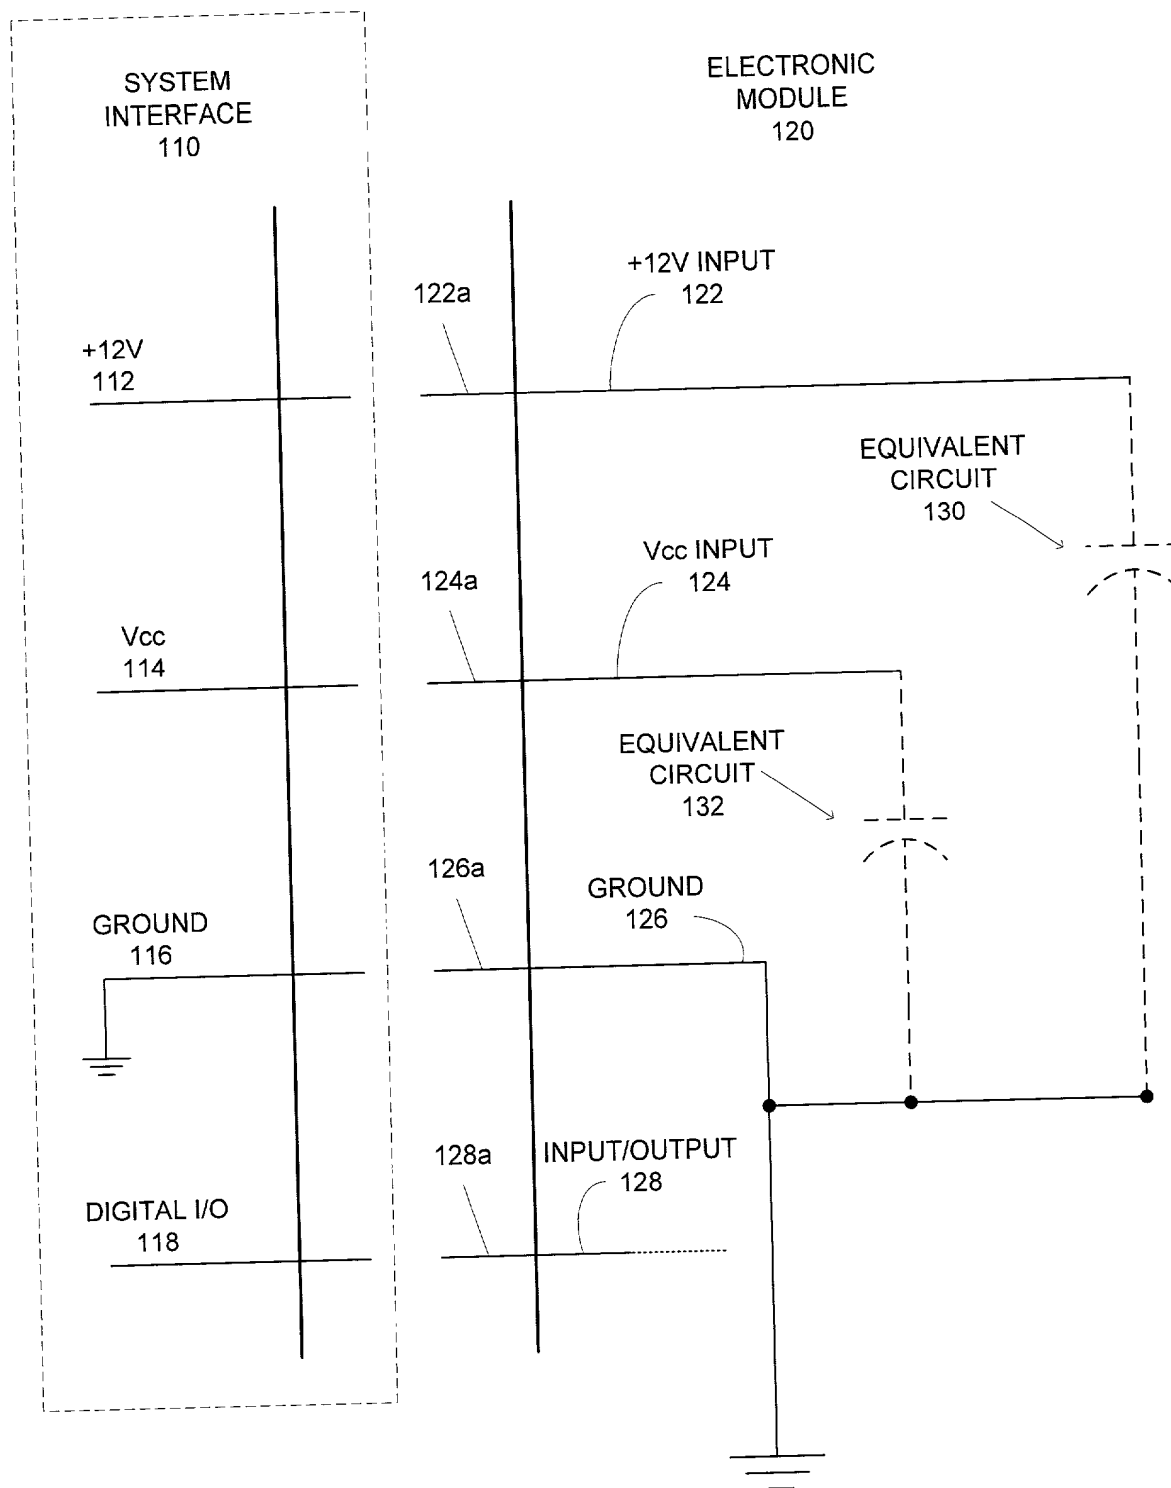 SYSTEM
INTERFACE
110
ELECTRONIC
MODULE
120
+12V INPUT
122
122a
+12V
112
EQUIVALENT
CIRCUIT
130
Vcc INPUT
124
124a
Vcc
114
EQUIVALENT
CIRCUIT
132
126a
GROUND
126
GROUND
116
INPUT/OUTPUT
128
128a
DIGITAL I/O
118